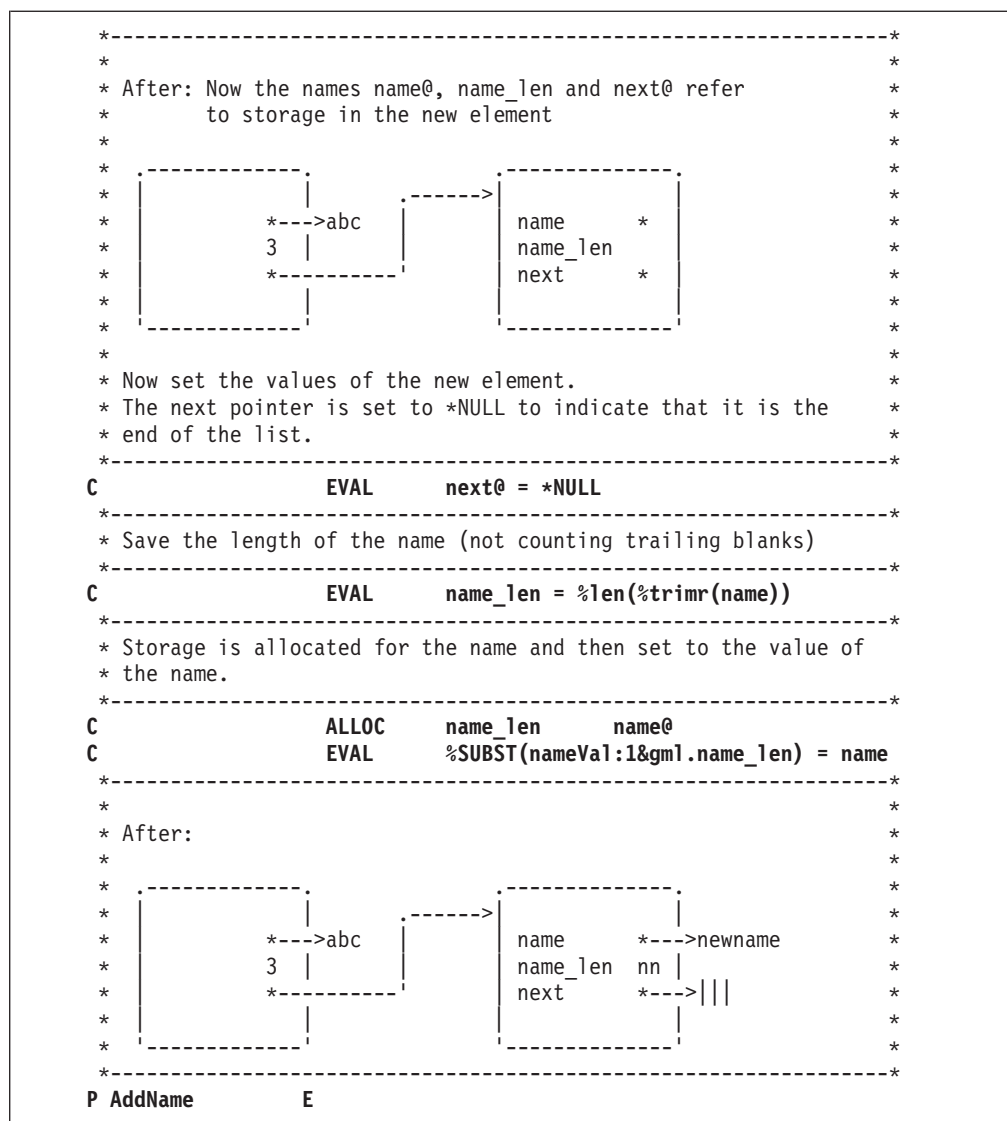 *-----------------------------------------------------------------*
* *
* After: Now the names name@, name_len and next@ refer *
* to storage in the new element *
* *
* .-------------. .--------------. *
* | | .------>| | *
* | *--->abc | | name * | *
* | 3 | | | name_len | *
* | *----------' | next * | *
* | | | | *
* '-------------' '--------------' *
* *
* Now set the values of the new element. *
* The next pointer is set to *NULL to indicate that it is the *
* end of the list. *
*-----------------------------------------------------------------*
C EVAL next@ = *NULL
*-----------------------------------------------------------------*
* Save the length of the name (not counting trailing blanks)
*-----------------------------------------------------------------*
C EVAL name_len = %len(%trimr(name))
*-----------------------------------------------------------------*
* Storage is allocated for the name and then set to the value of
* the name.
*-----------------------------------------------------------------*
C ALLOC name_len name@
C EVAL %SUBST(nameVal:1&gml.name_len) = name
*-----------------------------------------------------------------*
* *
* After: *
* *
* .-------------. .--------------. *
* | | .------>| | *
* | *--->abc | | name *--->newname *
* | 3 | | | name_len nn | *
* | *----------' | next *--->||| *
* | | | | *
* '-------------' '--------------' *
*-----------------------------------------------------------------*
P AddName E